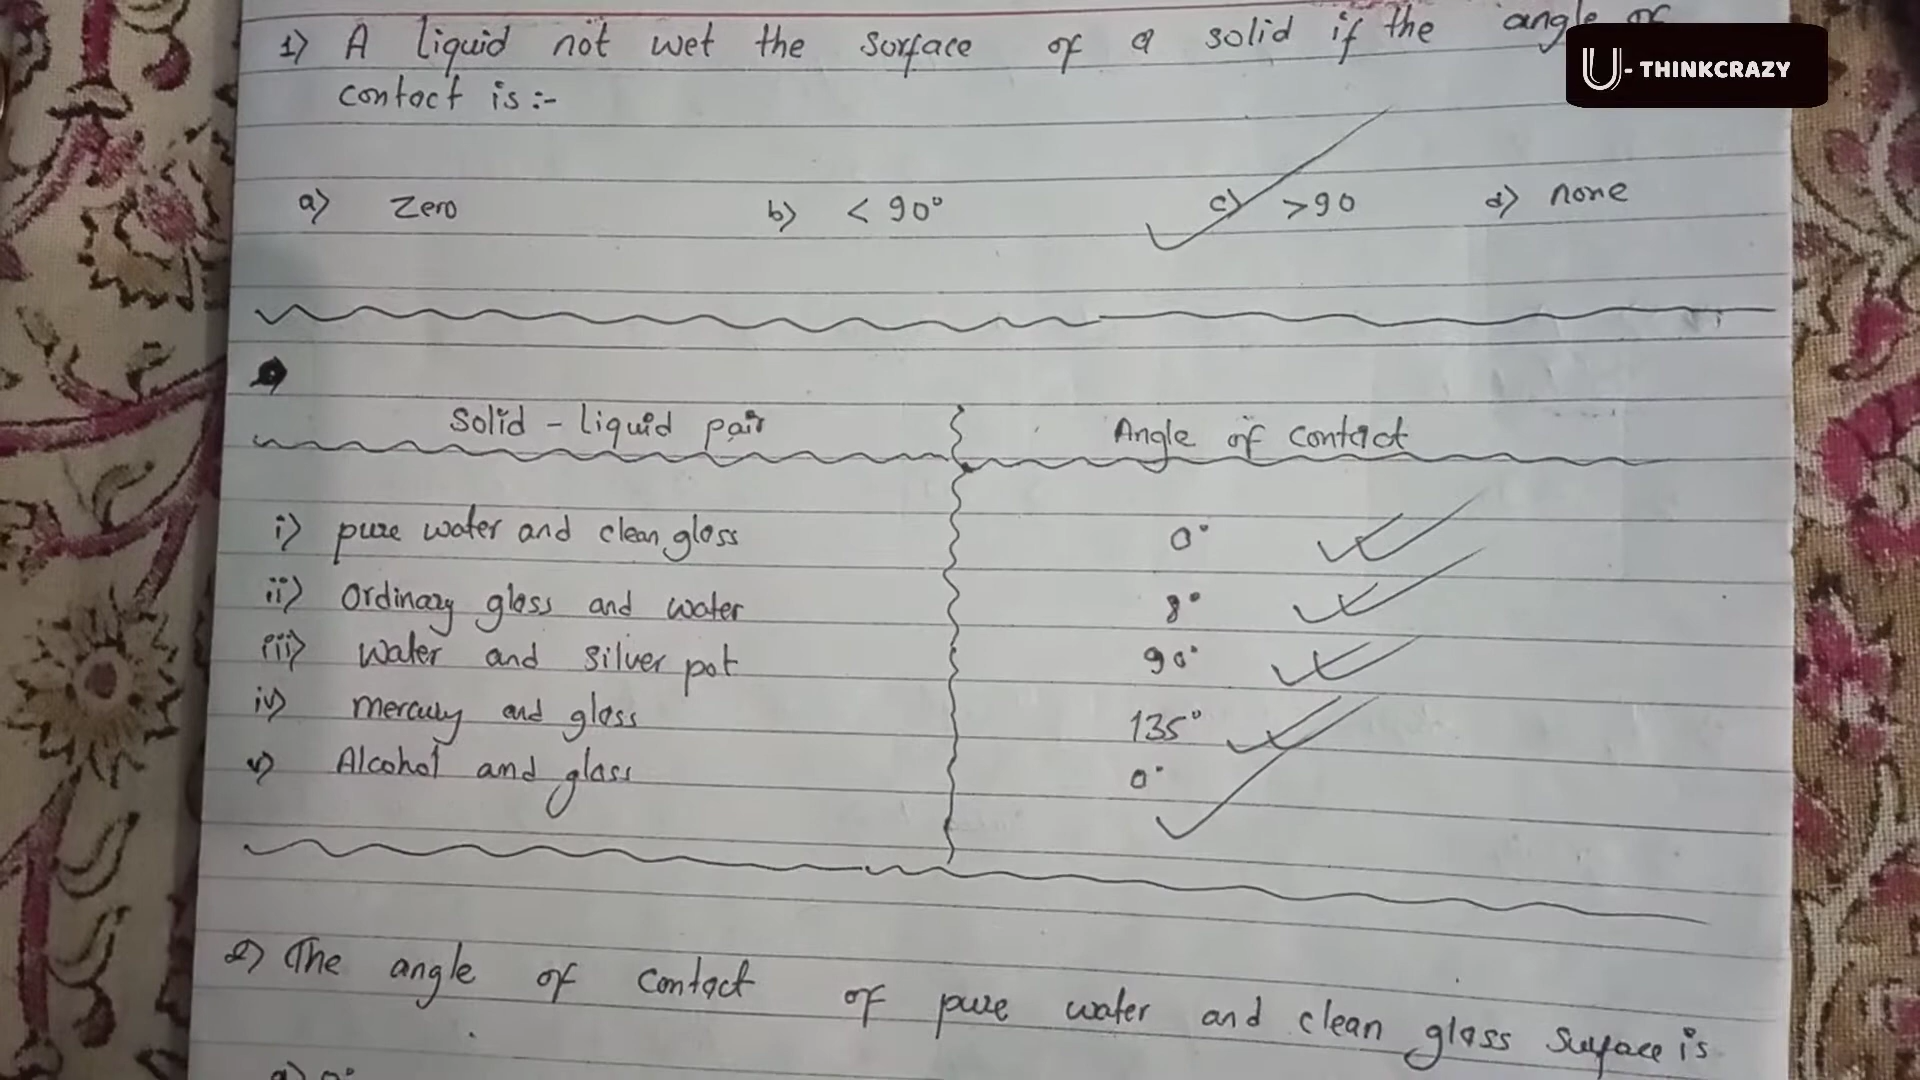 1) A liquid not wet the surface of a solid if the angle of
U - THINKCRAZY
contact is :-
a) Zero b) < 90° c) >90 d) none
Solid - liquid pair Angle of contact
i) pure water and clean glass 0°
ii) Ordinary glass and water 8°
iii) water and silver pot 90°
iv) mercury and glass 135°
v) Alcohol and glass 0°
2) The angle of contact of pure water and clean glass surface is
a) 0°